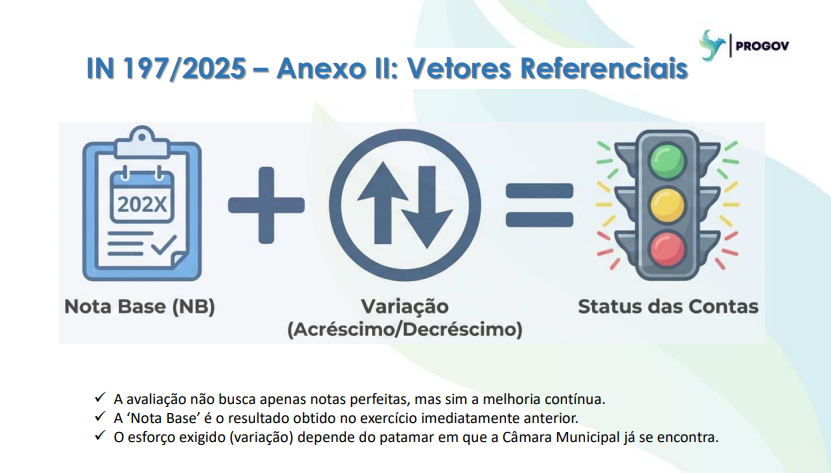 PROGOV
IN 197/2025 – Anexo II: Vetores Referenciais
202X
Nota Base (NB)
Variação
(Acréscimo/Decréscimo)
Status das Contas
✓ A avaliação não busca apenas notas perfeitas, mas sim a melhoria contínua.
✓ A ‘Nota Base’ é o resultado obtido no exercício imediatamente anterior.
✓ O esforço exigido (variação) depende do patamar em que a Câmara Municipal já se encontra.